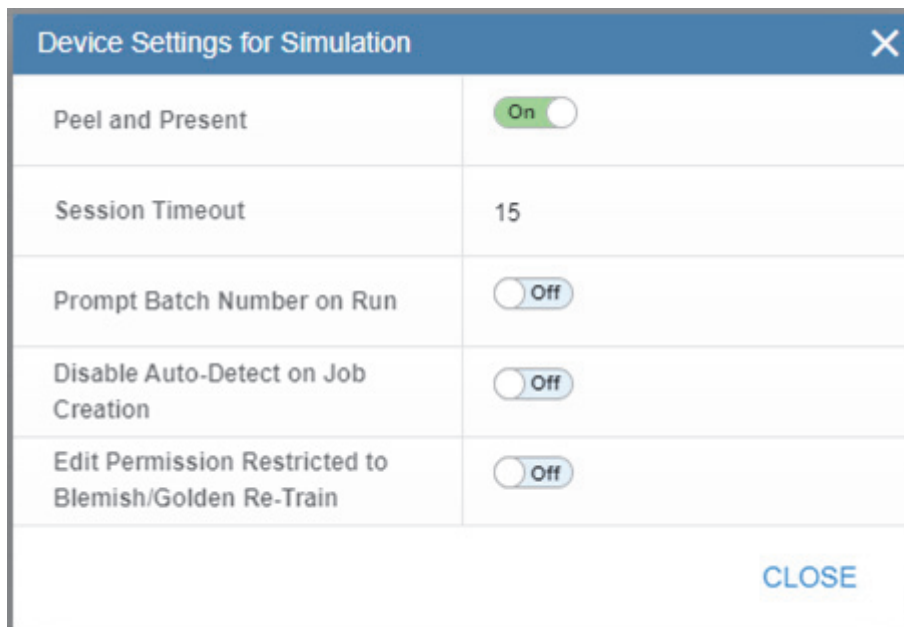 Device Settings for Simulation
Peel and Present
On
Session Timeout
15
Prompt Batch Number on Run
Off
Disable Auto-Detect on Job
Creation
Off
Edit Permission Restricted to
Blemish/Golden Re-Train
Off
CLOSE